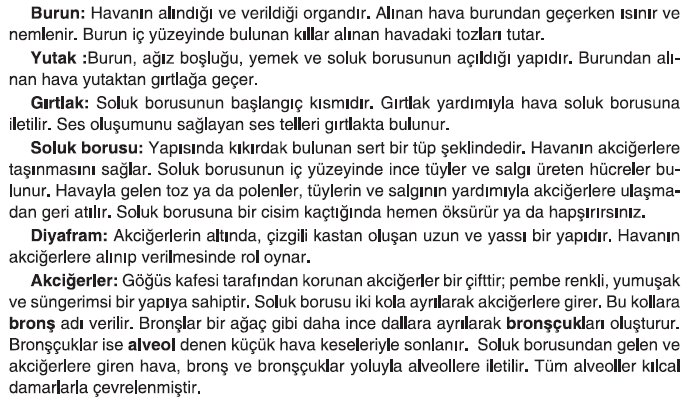 Burun: Havanın alındığı ve verildiği organdır. Alınan hava burundan geçerken ısınır ve
nemlenir. Burun iç yüzeyinde bulunan kıllar alınan havadaki tozları tutar.
Yutak :Burun, ağız boşluğu, yemek ve soluk borusunun açıldığı yapıdır. Burundan alı-
nan hava yutaktan gırtlağa geçer.
Gırtlak: Soluk borusunun başlangıç kısmıdır. Gırtlak yardımıyla hava soluk borusuna
iletilir. Ses oluşumunu sağlayan ses telleri gırtlakta bulunur.
Soluk borusu: Yapısında kıkırdak bulunan sert bir tüp şeklindedir. Havanın akciğerlere
taşınmasını sağlar. Soluk borusunun iç yüzeyinde ince tüyler ve salgı üreten hücreler bu-
lunur. Havayla gelen toz ya da polenler, tüylerin ve salgının yardımıyla akciğerlere ulaşma-
dan geri atılır. Soluk borusuna bir cisim kaçtığında hemen öksürür ya da hapşırırsınız.
Diyafram: Akciğerlerin altında, çizgili kastan oluşan uzun ve yassı bir yapıdır. Havanın
akciğerlere alınıp verilmesinde rol oynar.
Akciğerler: Göğüs kafesi tarafından korunan akciğerler bir çifttir; pembe renkli, yumuşak
ve süngerimsi bir yapıya sahiptir. Soluk borusu iki kola ayrılarak akciğerlere girer. Bu kollara
bronş adı verilir. Bronşlar bir ağaç gibi daha ince dallara ayrılarak bronşçukları oluşturur.
Bronşçuklar ise alveol denen küçük hava keseleriyle sonlanır. Soluk borusundan gelen ve
akciğerlere giren hava, bronş ve bronşçuklar yoluyla alveollere iletilir. Tüm alveoller kılcal
damarlarla çevrelenmiştir.